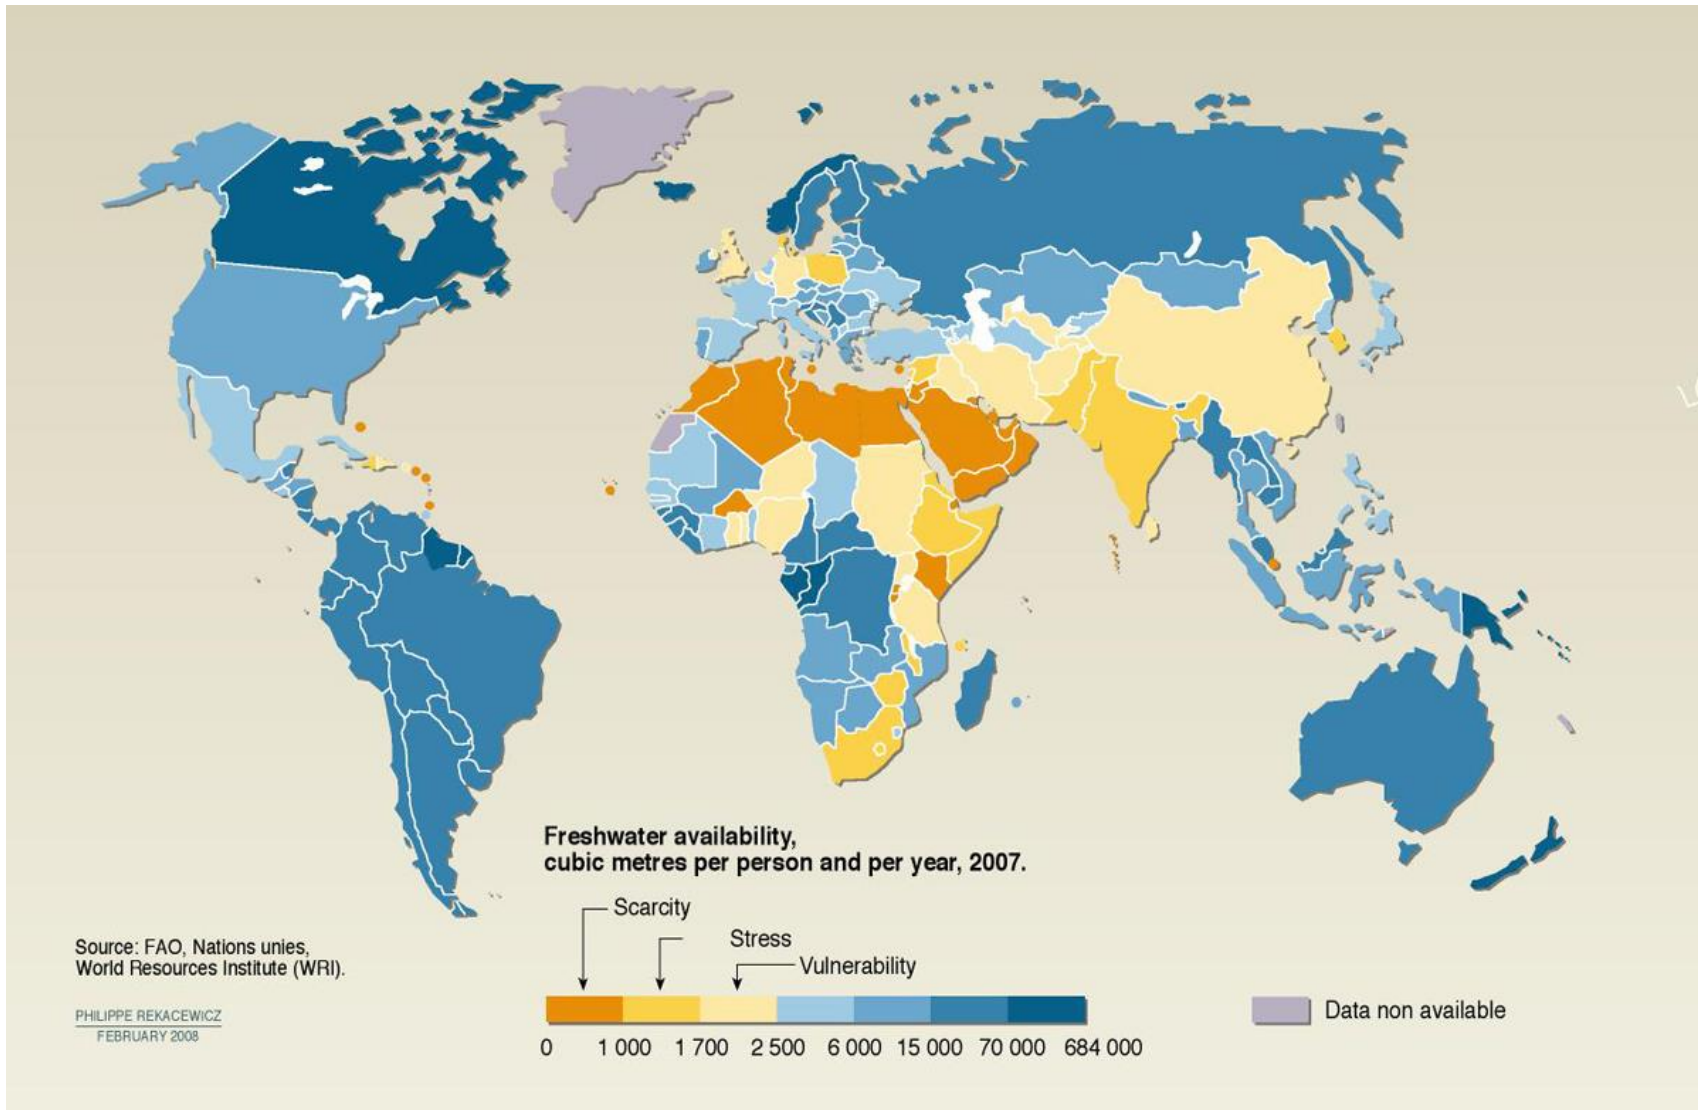 Freshwater availability,
cubic metres per person and per year, 2007.
Scarcity
Stress
Vulnerability
0 1 000 1 700 2 500 6 000 15 000 70 000 684 000
Data non available
Source: FAO, Nations unies,
World Resources Institute (WRI).
PHILIPPE REKACEWICZ
FEBRUARY 2008